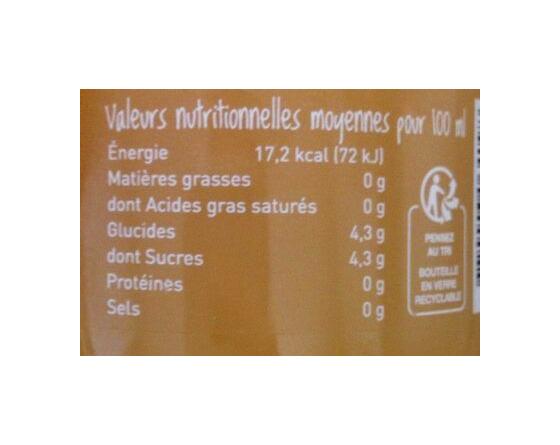 Valeurs nutritionnelles moyennes pour 100 ml
Énergie 17,2 kcal (72 kJ)
Matières grasses 0 g
dont Acides gras saturés 0 g
Glucides 4,3 g
dont Sucres 4,3 g
Protéines 0 g
Sels 0 g
PENSEZ
AU TRI
BOUTEILLE
EN VERRE
RECYCLABLE